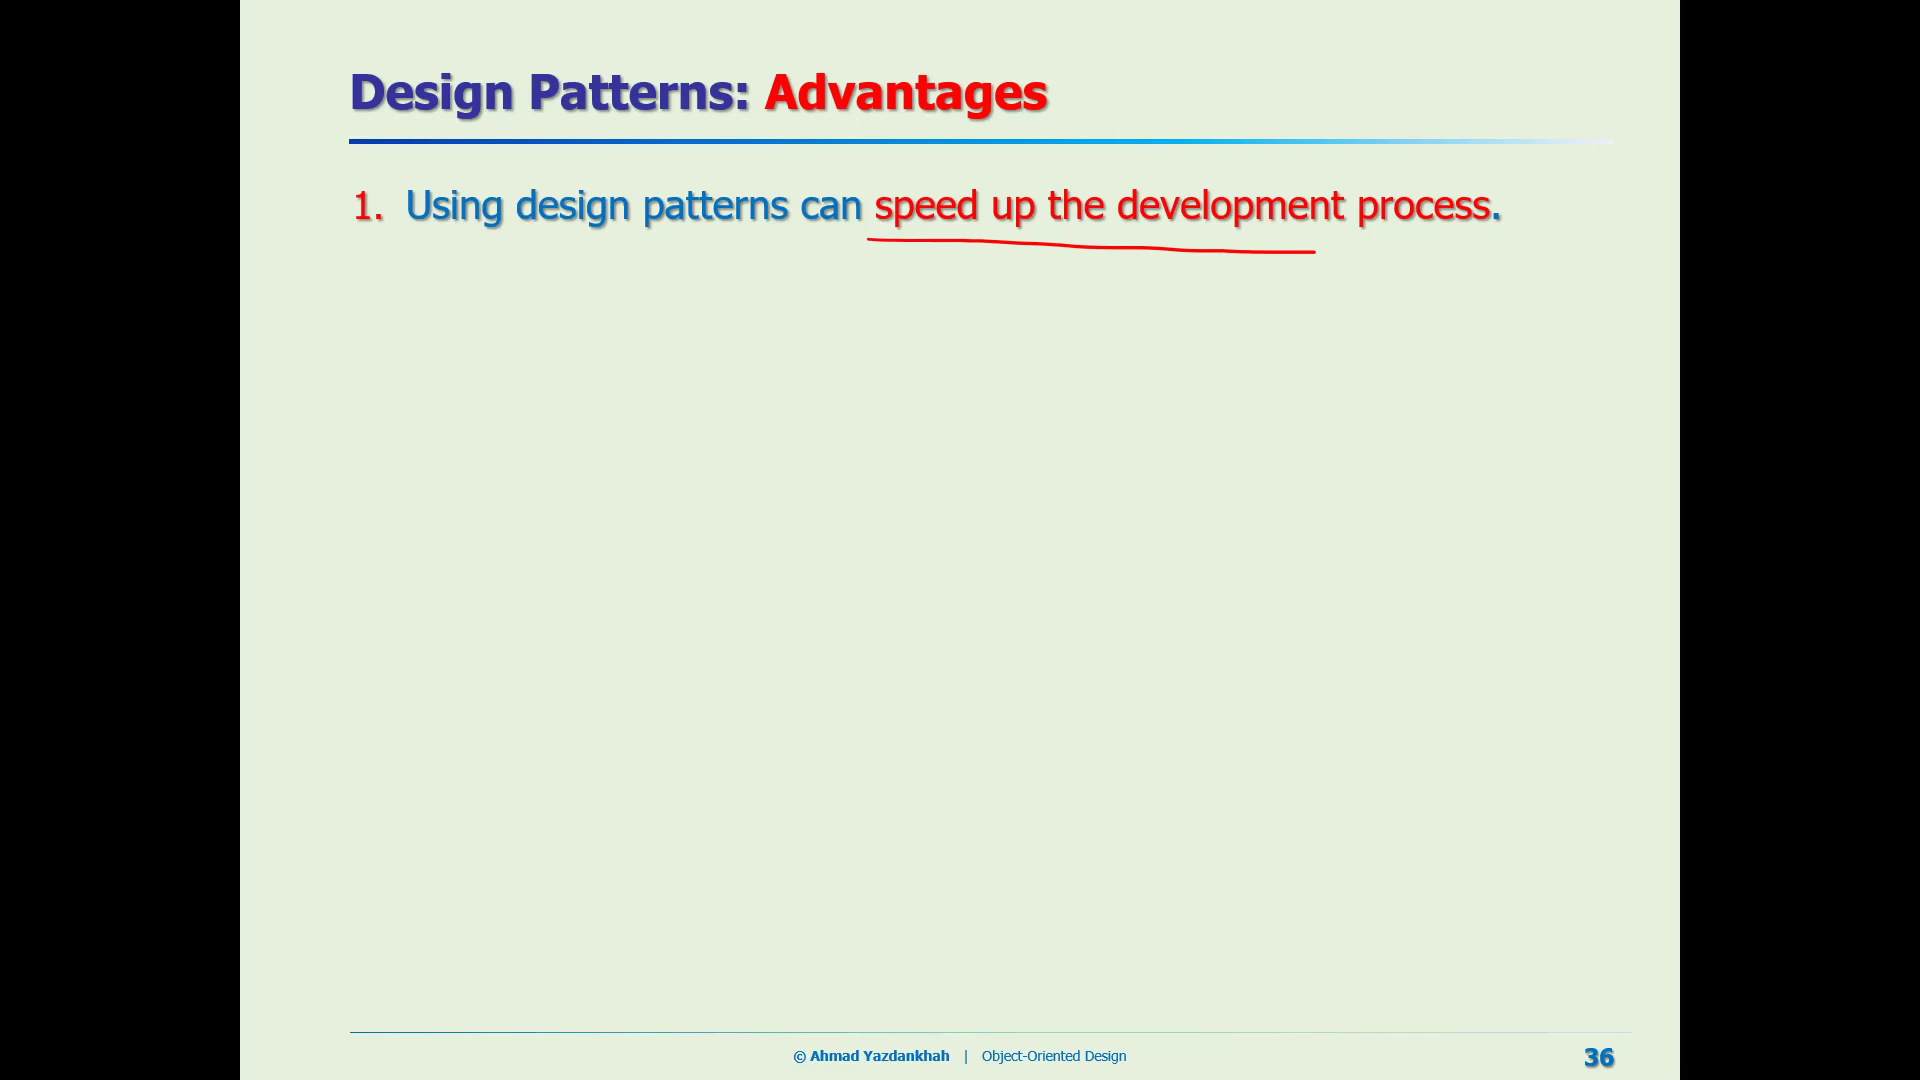 Design Patterns: Advantages
1. Using design patterns can speed up the development process.
© Ahmad Yazdankhah | Object-Oriented Design
36